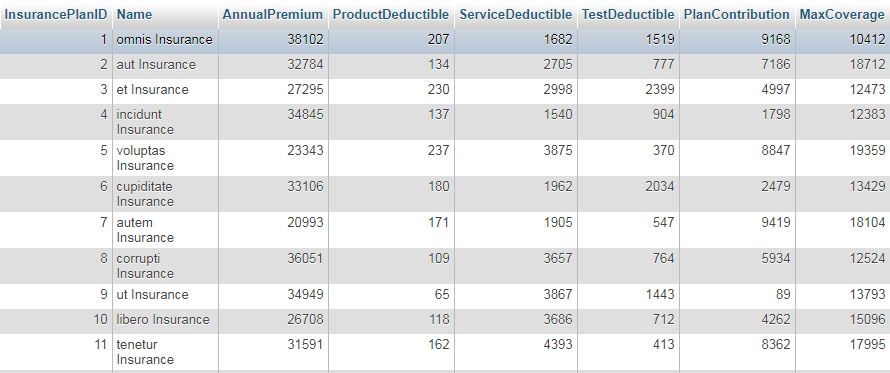 InsurancePlanID Name AnnualPremium ProductDeductible ServiceDeductible TestDeductible PlanContribution MaxCoverage
1 omnis Insurance 38102 207 1682 1519 9168 10412
2 aut Insurance 32784 134 2705 777 7186 18712
3 et Insurance 27295 230 2998 2399 4997 12473
4 incidunt 34845 137 1540 904 1798 12383
Insurance
5 voluptas 23343 237 3875 370 8847 19359
Insurance
6 cupiditate 33106 180 1962 2034 2479 13429
Insurance
7 autem 20993 171 1905 547 9419 18104
Insurance
8 corrupti 36051 109 3657 764 5934 12524
Insurance
9 ut Insurance 34949 65 3867 1443 89 13793
10 libero Insurance 26708 118 3686 712 4262 15096
11 tenetur 31591 162 4393 413 8362 17995
Insurance